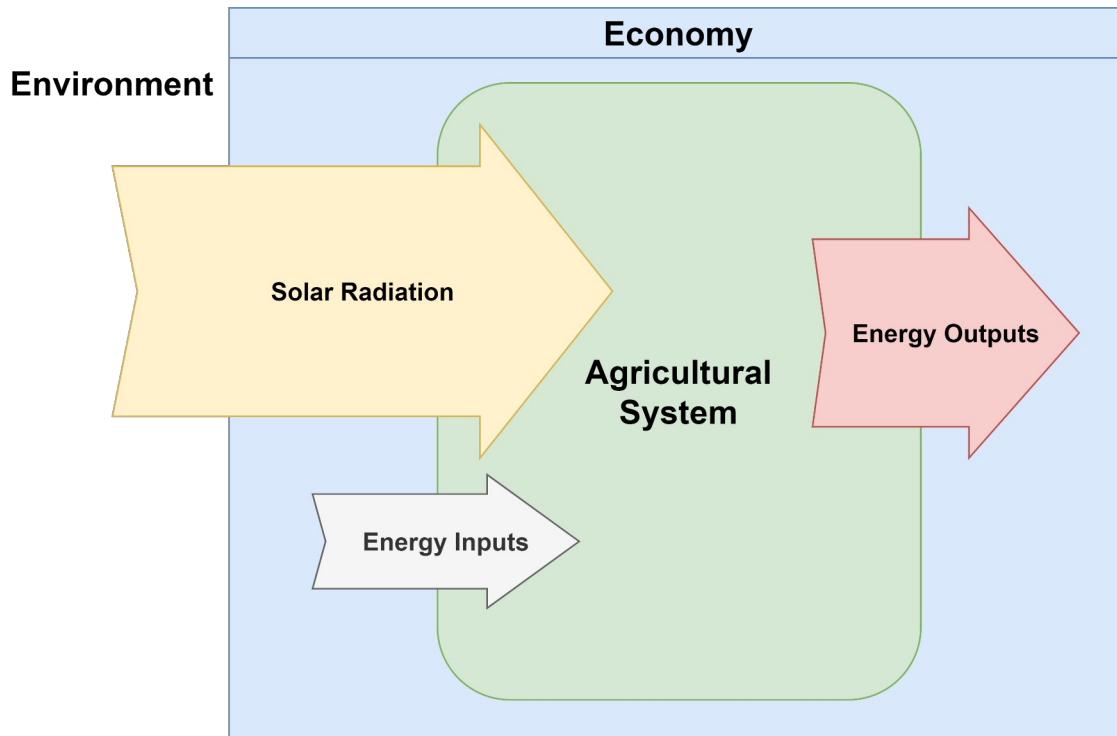 Economy
Environment
Solar Radiation
Energy Outputs
Agricultural
System
Energy Inputs